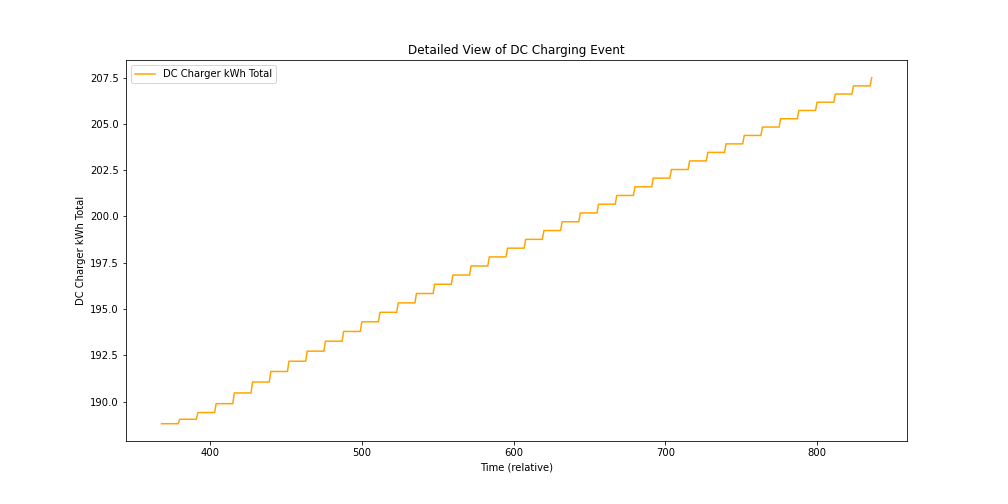 Detailed View of DC Charging Event
DC Charger kWh Total
207.5
205.0
202.5
200.0
197.5
195.0
192.5
190.0
DC Charger kWh Total
400 500 600 700 800
Time (relative)